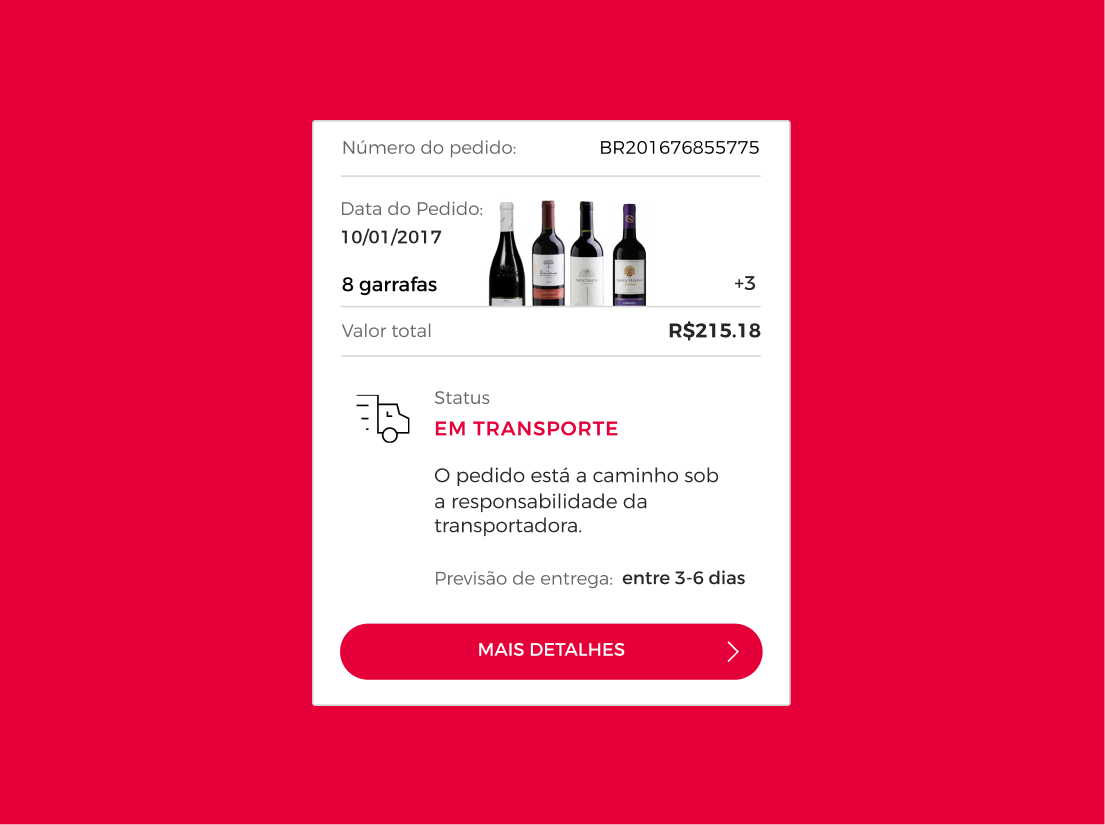 Número do pedido: BR201676855775
Data do Pedido:
10/01/2017
8 garrafas
+3
Valor total R$215.18
Status
EM TRANSPORTE
O pedido está a caminho sob
a responsabilidade da
transportadora.
Previsão de entrega: entre 3-6 dias
MAIS DETALHES